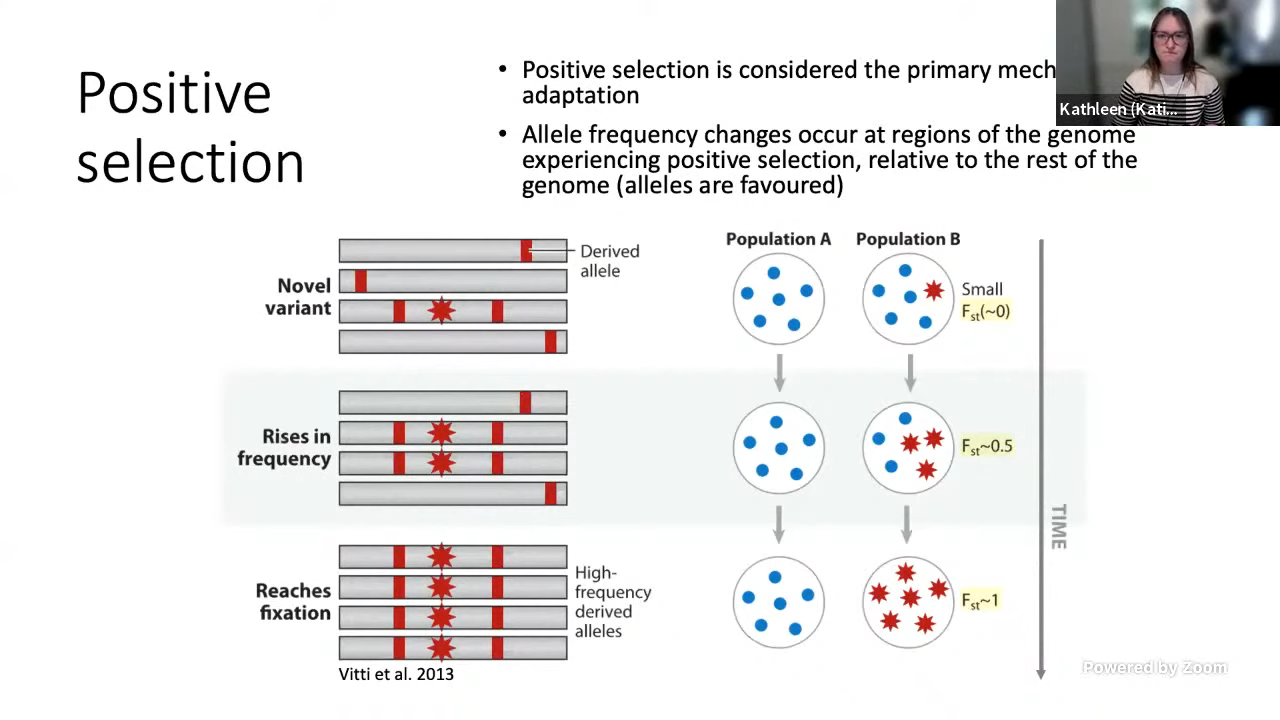 Positive
selection
• Positive selection is considered the primary mech
adaptation
• Allele frequency changes occur at regions of the genome
experiencing positive selection, relative to the rest of the
genome (alleles are favoured)
Kathleen (Kati...
Novel
variant
Derived
allele
Rises in
frequency
Reaches
fixation
High-
frequency
derived
alleles
Vitti et al. 2013
Population A
Population B
Small
Fst(~0)
Fst~0.5
Fst~1
TIME
Powered by Zoom